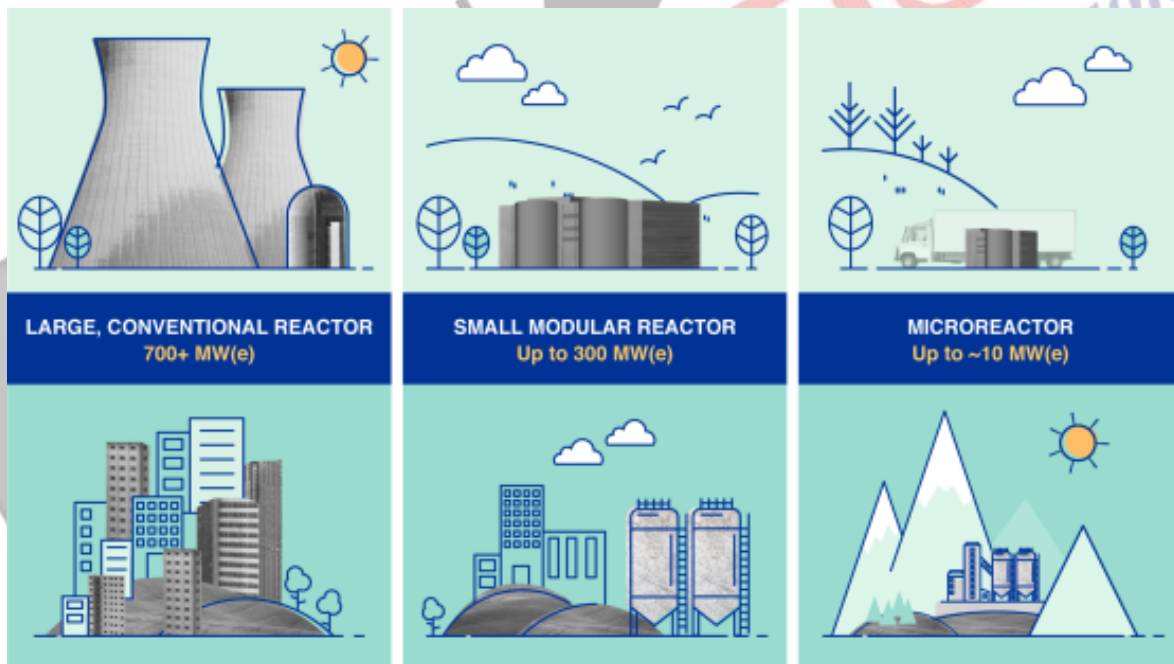 LARGE, CONVENTIONAL REACTOR
700+ MW(e)
SMALL MODULAR REACTOR
Up to 300 MW(e)
MICROREACTOR
Up to ~10 MW(e)